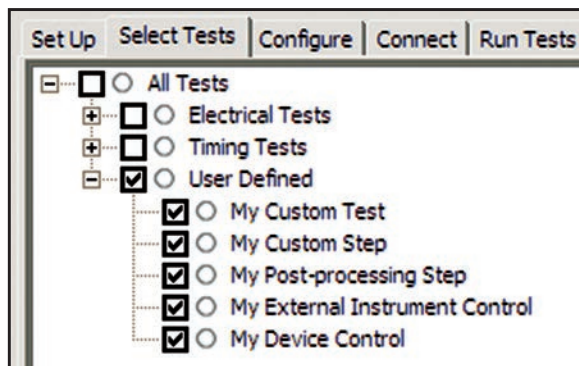 Set Up Select Tests Configure Connect Run Tests
All Tests
Electrical Tests
Timing Tests
User Defined
My Custom Test
My Custom Step
My Post-processing Step
My External Instrument Control
My Device Control